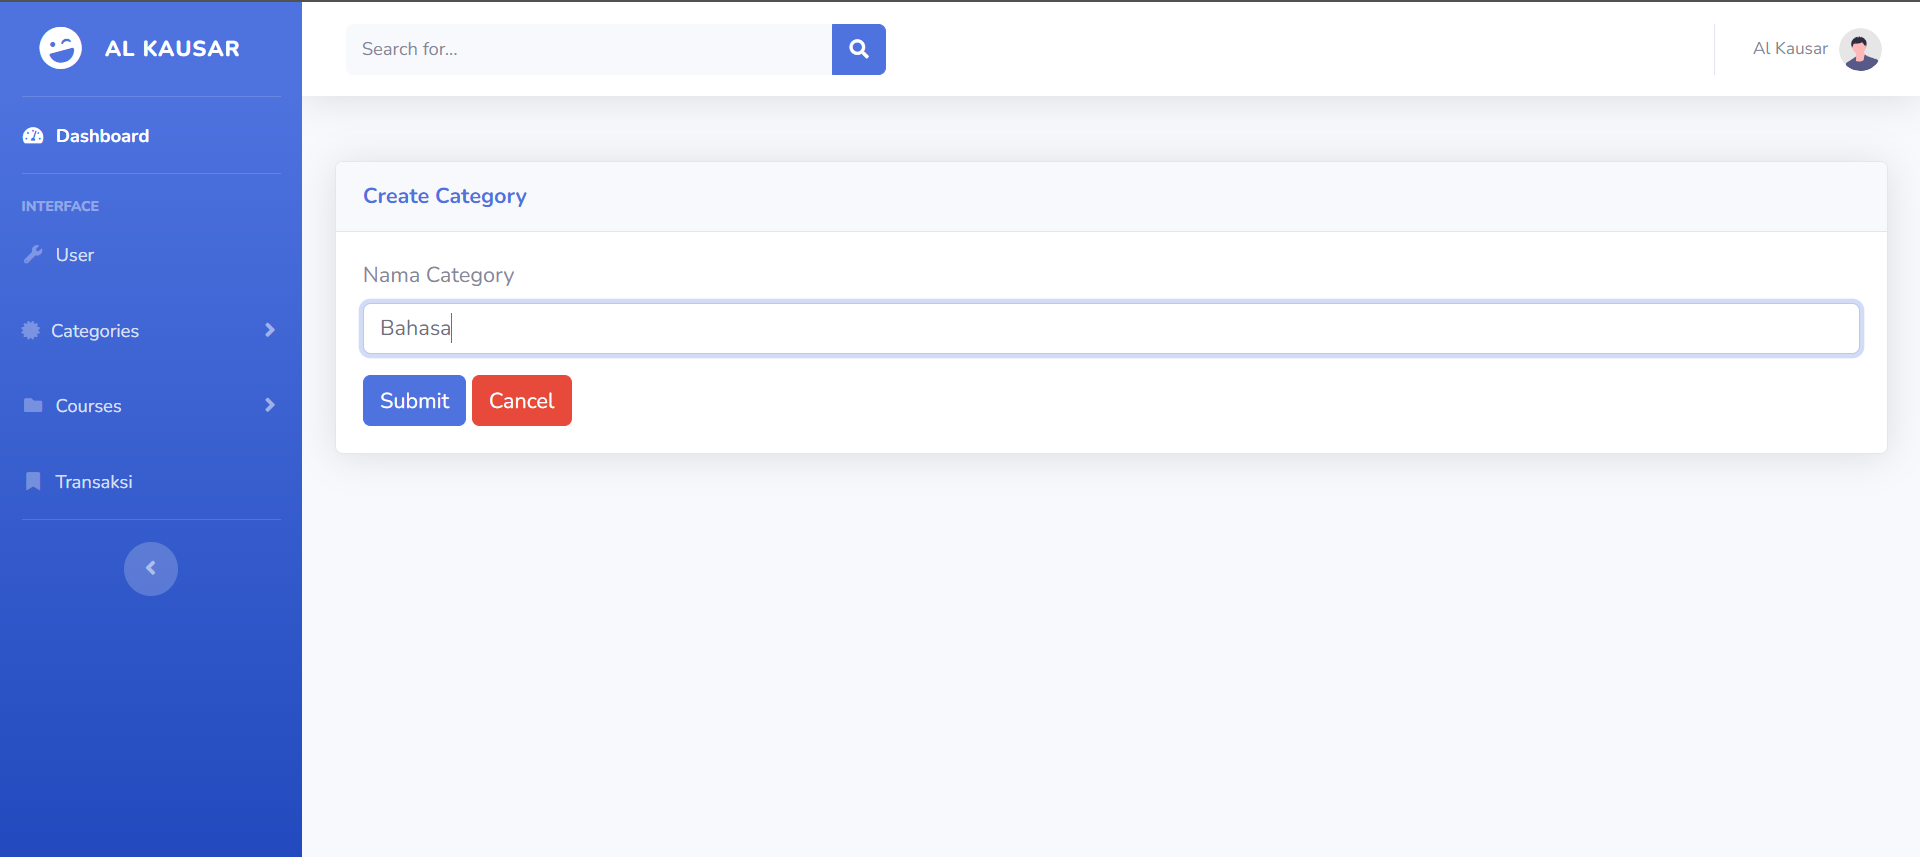 AL KAUSAR
Search for...
Al Kausar
Dashboard
INTERFACE
User
Categories
Courses
Transaksi
Create Category
Nama Category
Bahasa
Submit Cancel